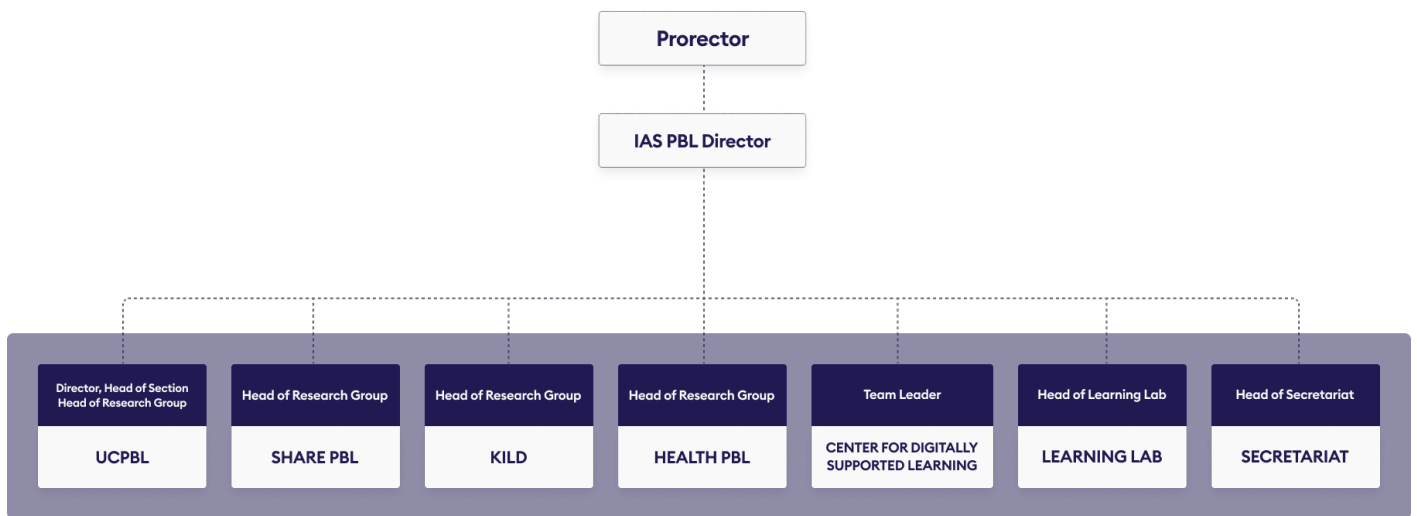 Prorector
IAS PBL Director
Director, Head of Section
Head of Research Group
UCPBL
Head of Research Group
SHARE PBL
Head of Research Group
KILD
Head of Research Group
HEALTH PBL
Team Leader
CENTER FOR DIGITALLY
SUPPORTED LEARNING
Head of Learning Lab
LEARNING LAB
Head of Secretariat
SECRETARIAT